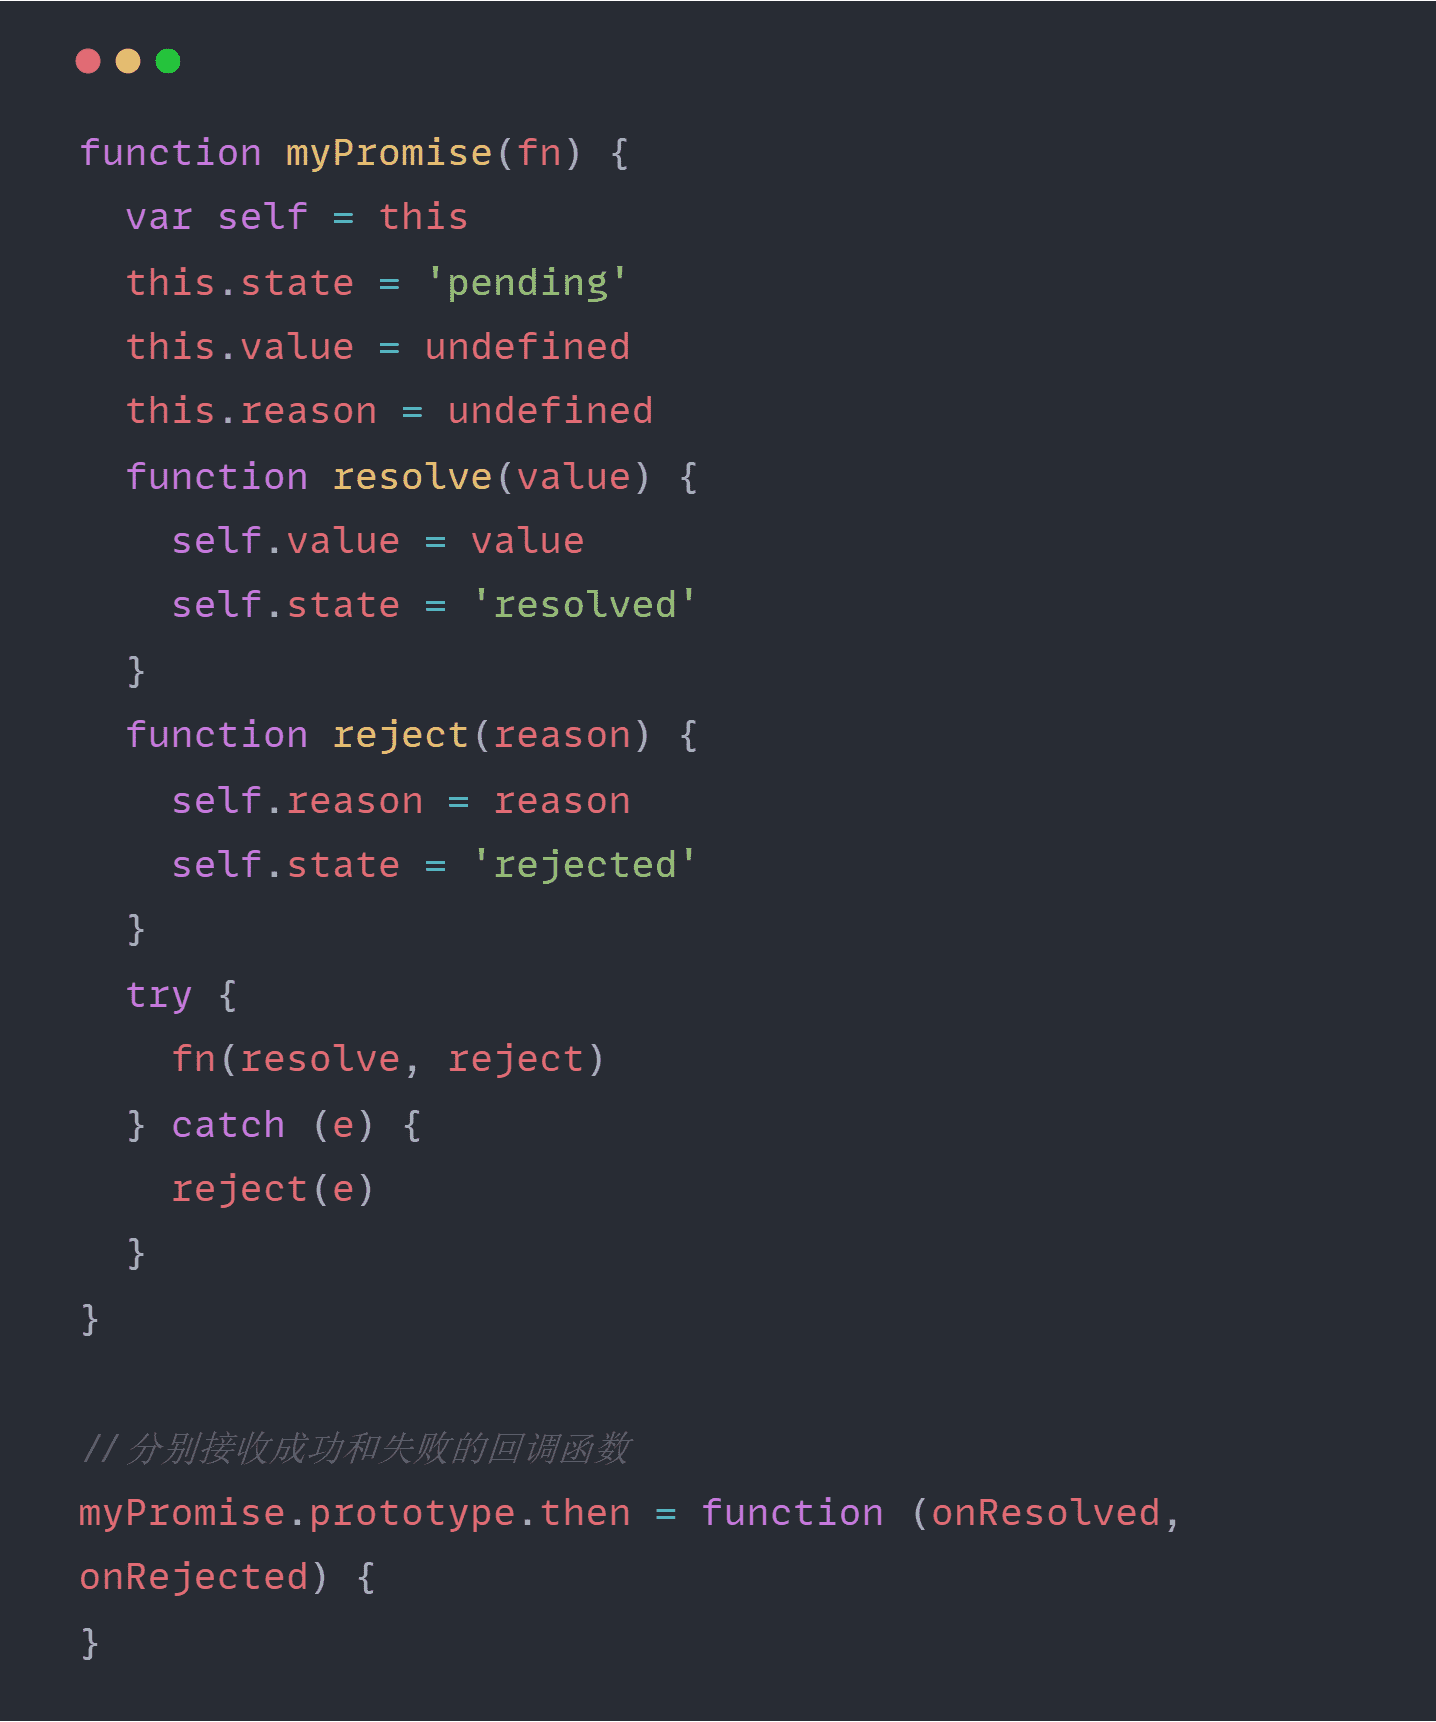 function myPromise(fn) {
  var self = this
  this.state = 'pending'
  this.value = undefined
  this.reason = undefined
  function resolve(value) {
    self.value = value
    self.state = 'resolved'
  }
  function reject(reason) {
    self.reason = reason
    self.state = 'rejected'
  }
  try {
    fn(resolve, reject)
  } catch (e) {
    reject(e)
  }
}

// 分别接收成功和失败的回调函数
myPromise.prototype.then = function (onResolved,
onRejected) {
}